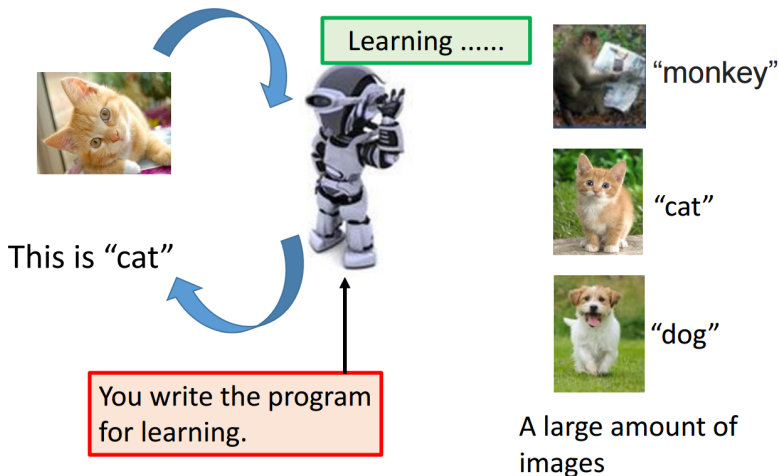 Learning ......
“monkey”
“cat”
This is “cat”
“dog”
You write the program
for learning.
A large amount of
images